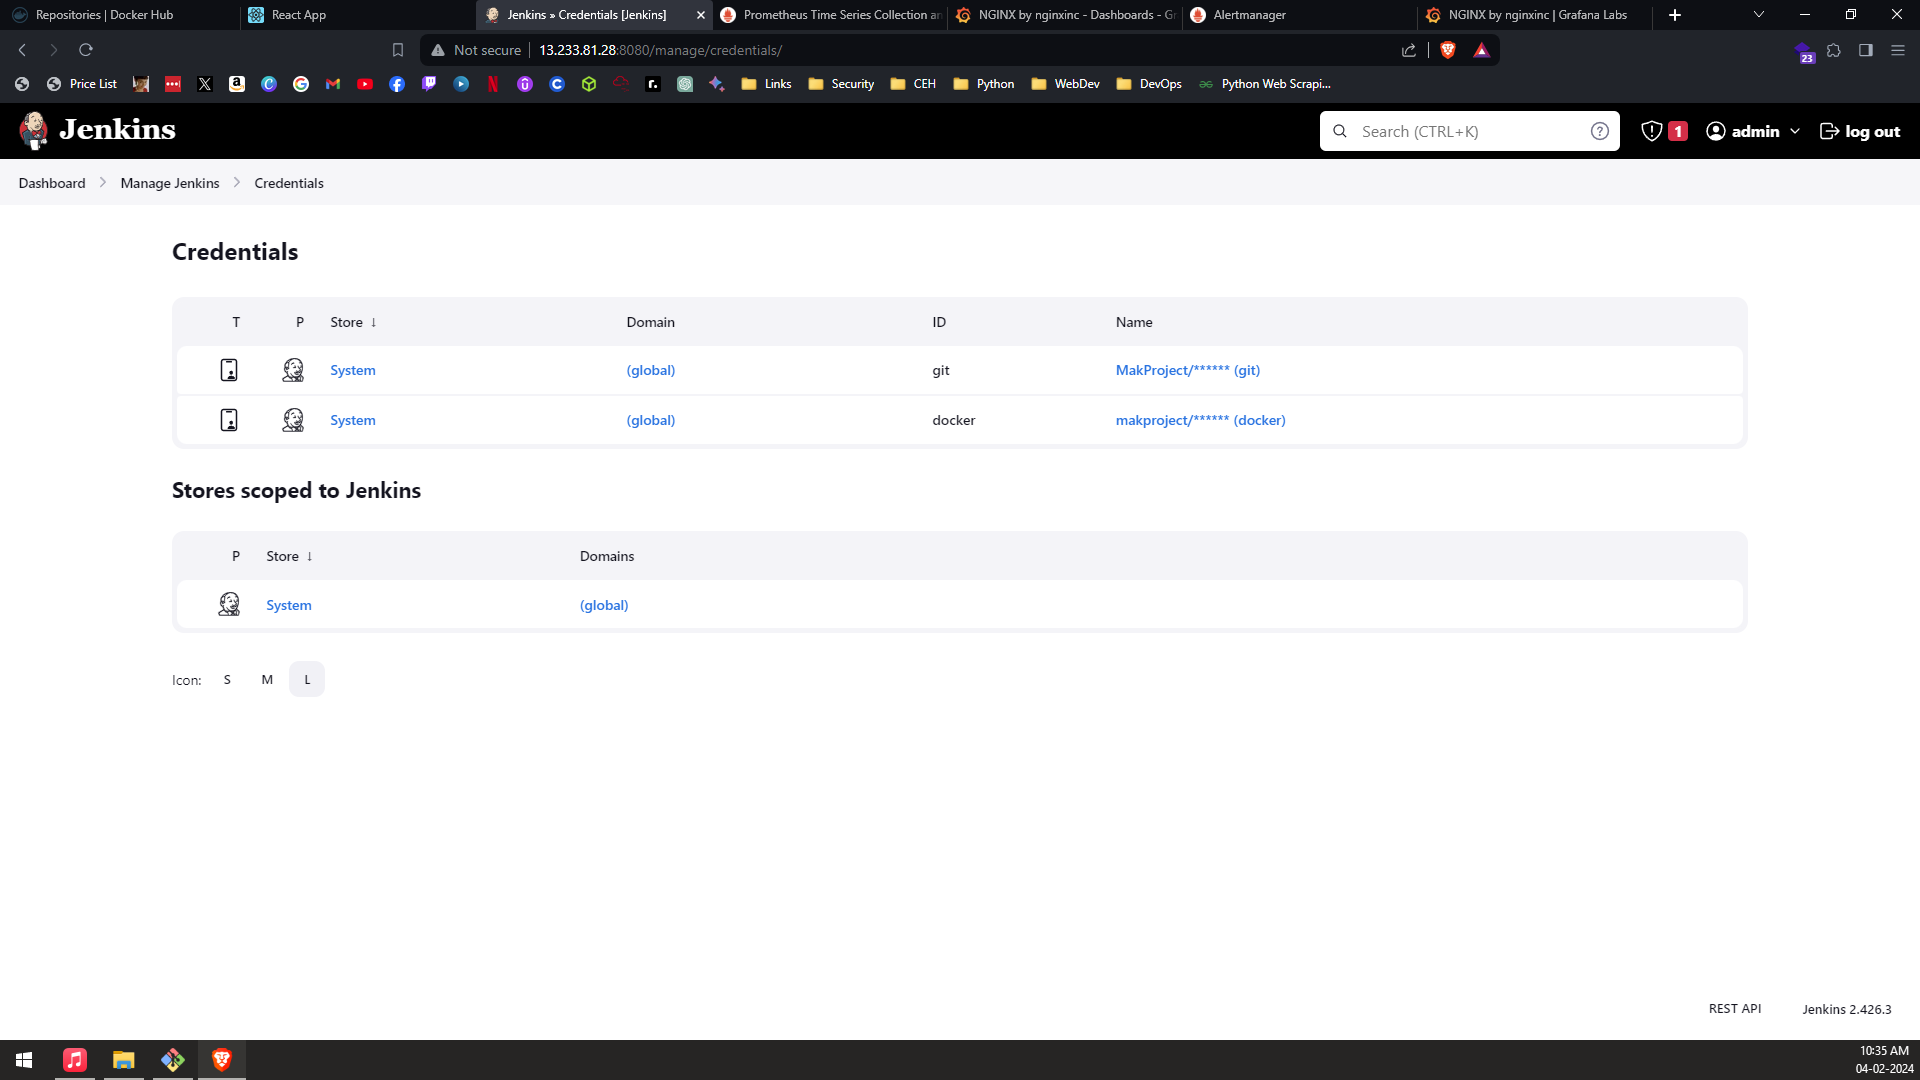 Repositories | Docker Hub
React App
Jenkins » Credentials [Jenkins]
Prometheus Time Series Collection an
NGINX by nginxinc - Dashboards - Gr
Alertmanager
NGINX by nginxinc | Grafana Labs
Not secure
13.233.81.28:8080/manage/credentials/
23
Price List
Links
Security
CEH
Python
WebDev
DevOps
Python Web Scrapi...
Jenkins
Search (CTRL+K)
1
admin
log out
Dashboard
Manage Jenkins
Credentials
Credentials
T P Store ↓ Domain ID Name
System (global) git MakProject/****** (git)
System (global) docker makproject/****** (docker)
Stores scoped to Jenkins
P Store ↓ Domains
System (global)
Icon: S M L
REST API Jenkins 2.426.3
10:35 AM
04-02-2024